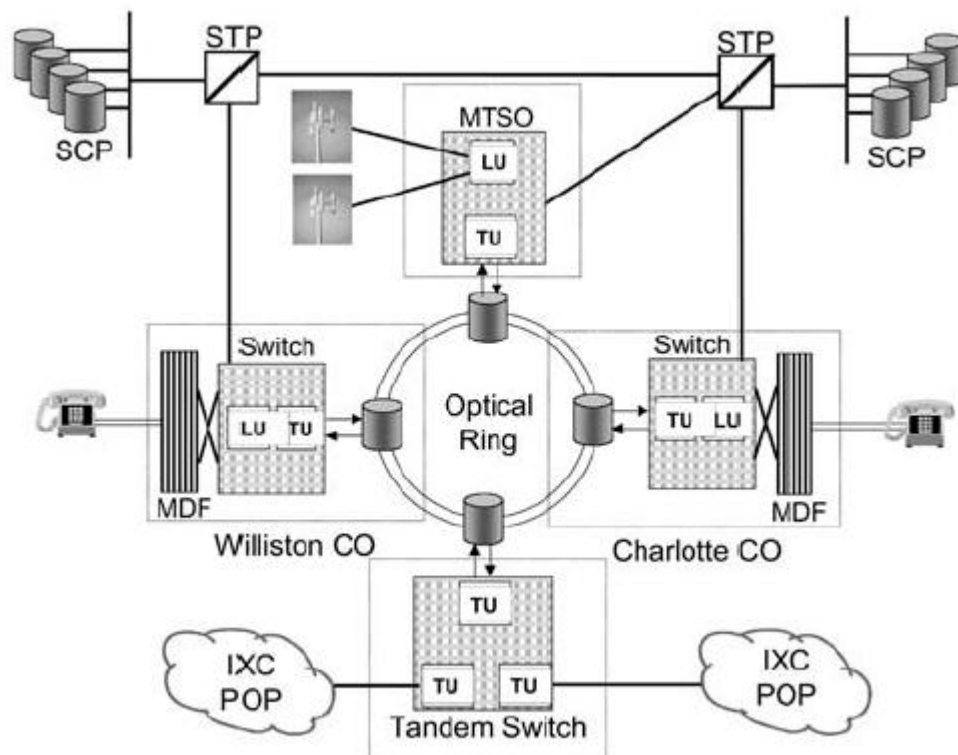 STP
STP
SCP
SCP
MTSO
LU
TU
Switch
Switch
LU
TU
Optical
Ring
TU
LU
MDF
MDF
Williston CO
Charlotte CO
TU
IXC
POP
TU
TU
IXC
POP
Tandem Switch